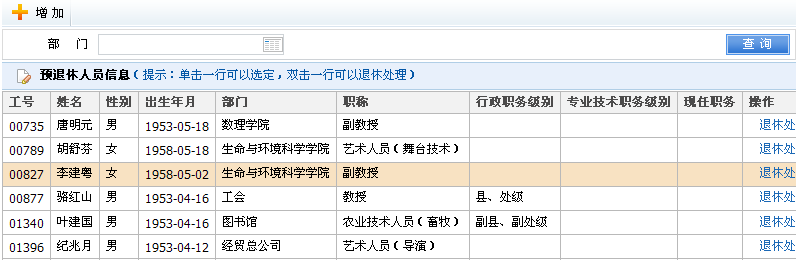 增 加
部 门
查 询
预退休人员信息(提示:单击一行可以选定,双击一行可以退休处理)
工号 姓名 性别 出生年月 部门 职称 行政职务级别 专业技术职务级别 现任职务 操作
00735 唐明元 男 1953-05-18 数理学院 副教授 退休处
00789 胡舒芬 女 1958-05-18 生命与环境科学学院 艺术人员(舞台技术) 退休处
00827 李建粤 女 1958-05-02 生命与环境科学学院 副教授 退休处
00877 骆红山 男 1953-04-16 工会 教授 县、处级 退休处
01340 叶建国 男 1953-04-16 图书馆 农业技术人员(畜牧) 副县、副处级 退休处
01396 纪兆月 男 1953-04-12 经贸总公司 艺术人员(导演) 退休处